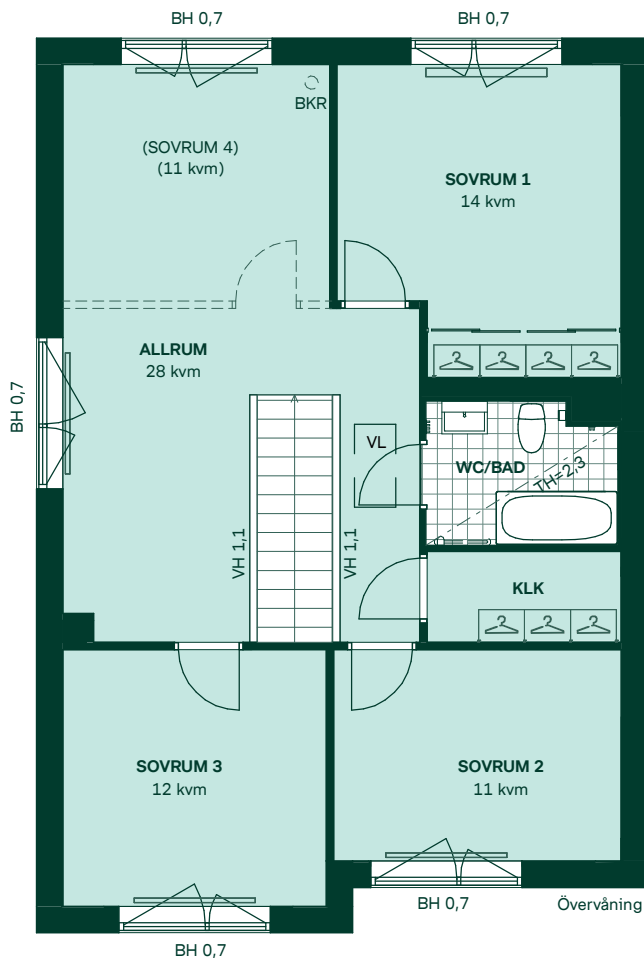 BH 0,7
BH 0,7
BKR
(SOVRUM 4)
(11 kvm)
SOVRUM 1
14 kvm
ALLRUM
28 kvm
BH 0,7
VL
WC/BAD
TH=2,3
VH 1,1
VH 1,1
KLK
SOVRUM 3
12 kvm
SOVRUM 2
11 kvm
BH 0,7
Övervåning
BH 0,7